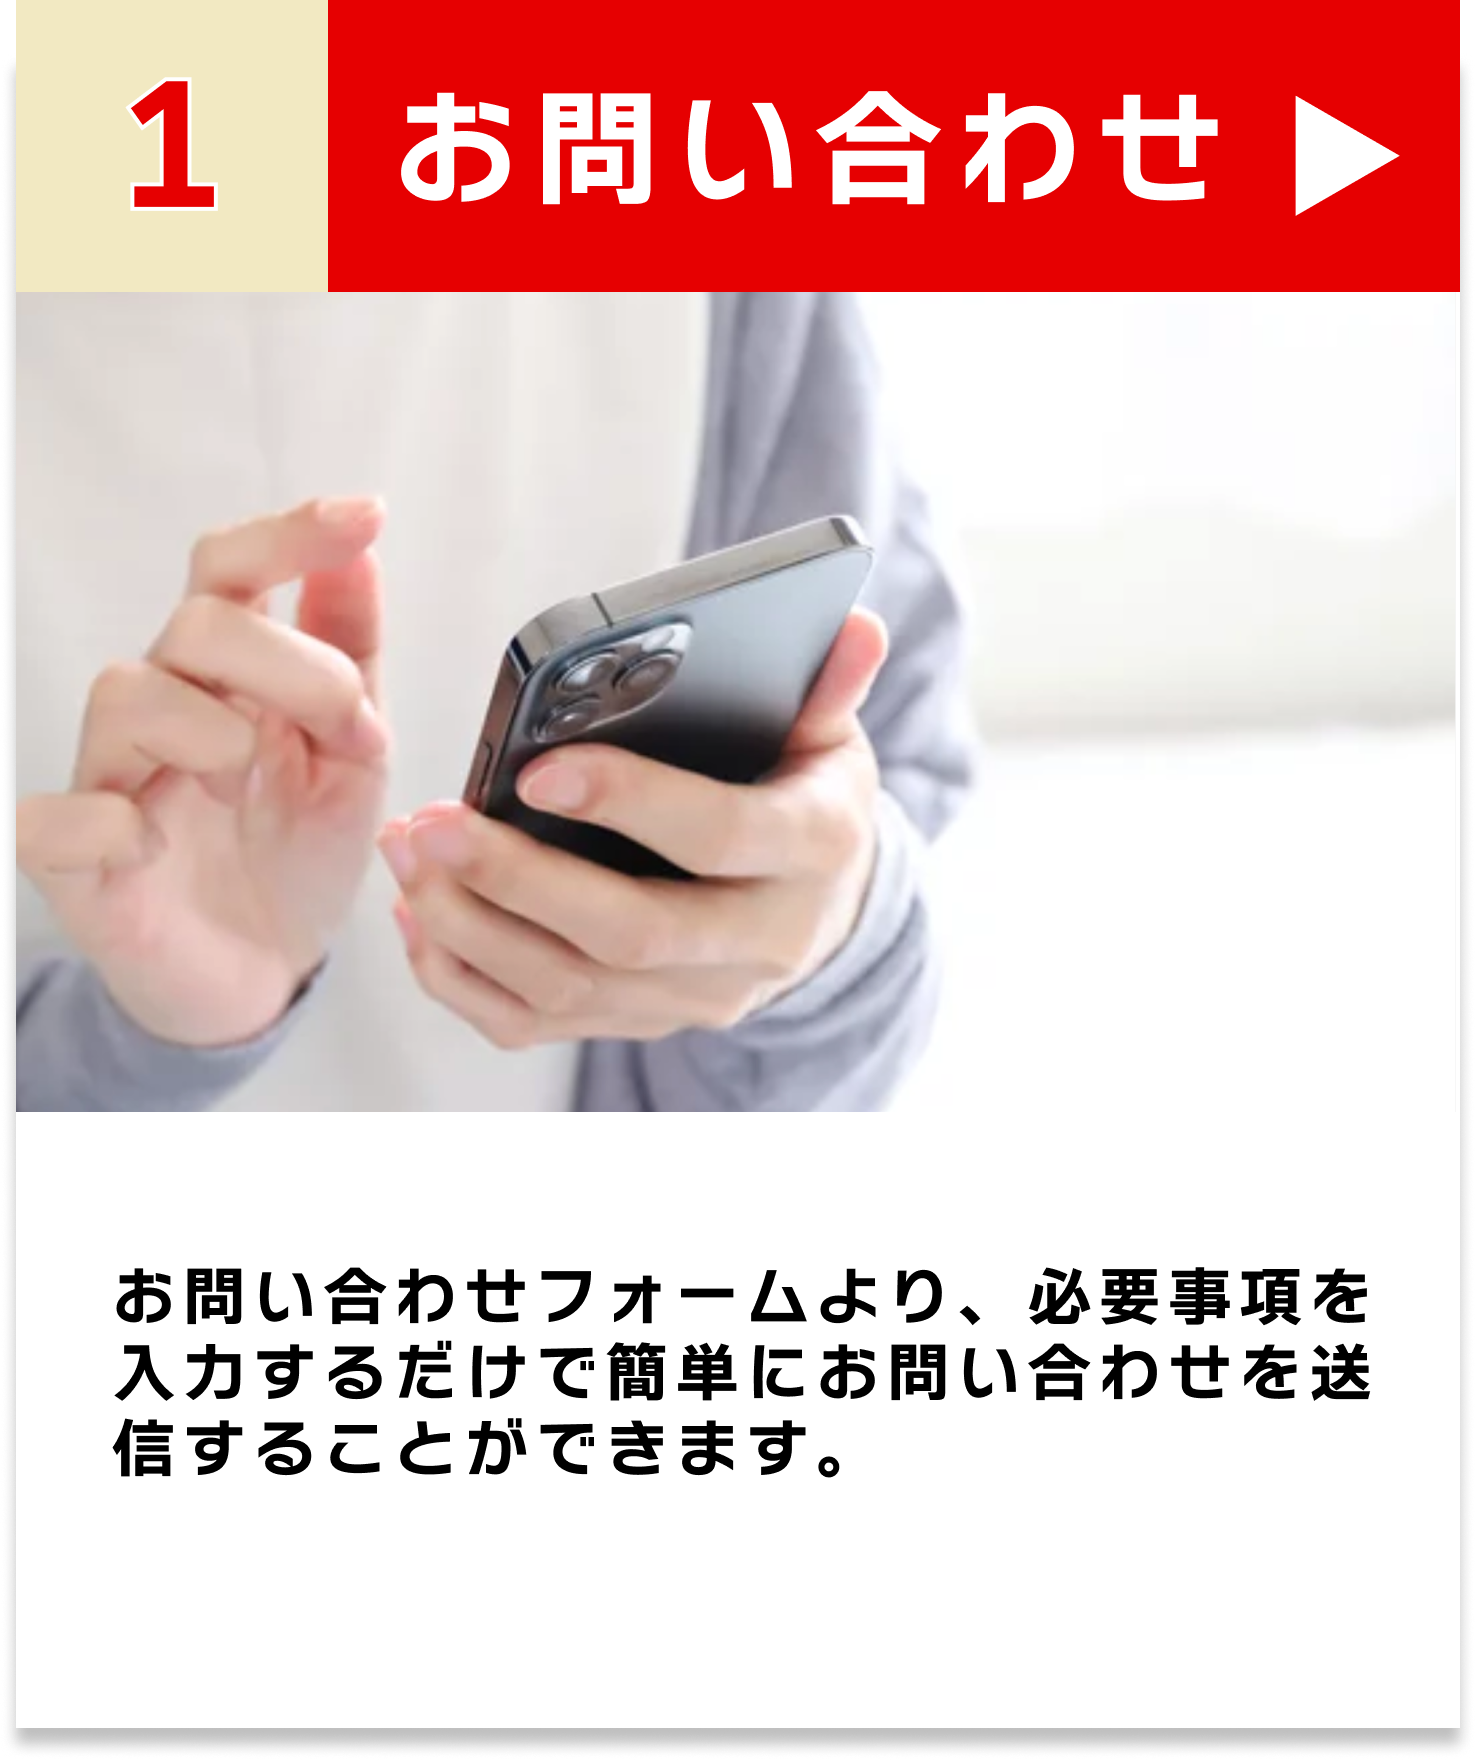 1
お問い合わせ ▶
お問い合わせフォームより、必要事項を
入力するだけで簡単にお問い合わせを送
信することができます。